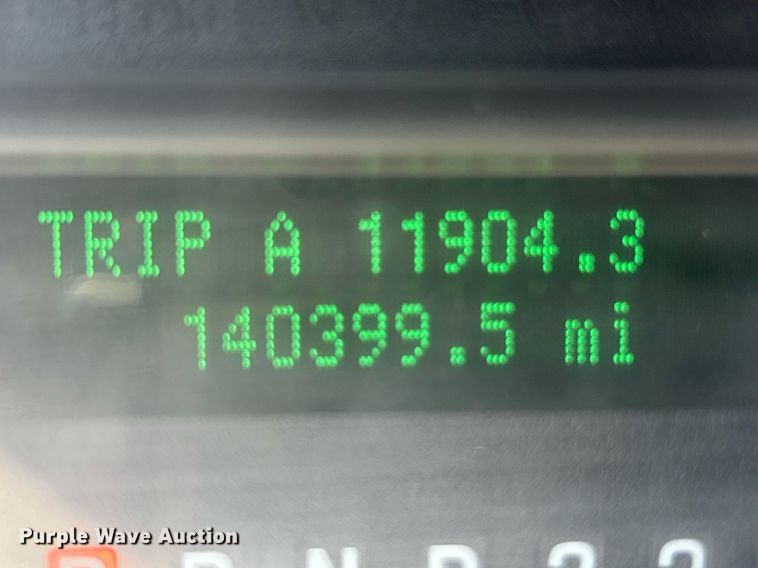 TRIP A 11904.3
140399.5 mi
Purple Wave Auction